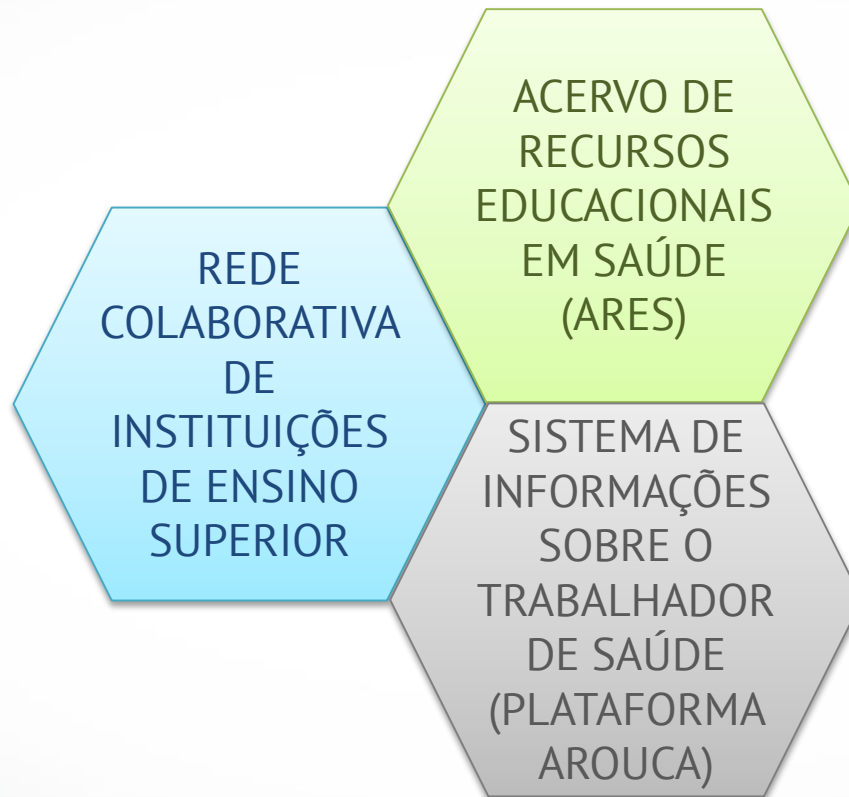 REDE
COLABORATIVA
DE
INSTITUIÇÕES
DE ENSINO
SUPERIOR
ACERVO DE
RECURSOS
EDUCACIONAIS
EM SAÚDE
(ARES)
SISTEMA DE
INFORMAÇÕES
SOBRE O
TRABALHADOR
DE SAÚDE
(PLATAFORMA
AROUCA)